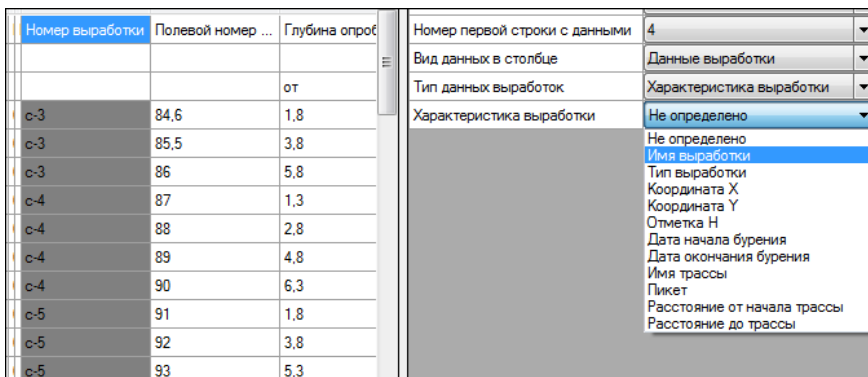 Номер выработки Полевой номер ... Глубина опроб
от
с-3 84,6 1,8
с-3 85,5 3,8
с-3 86 5,8
с-4 87 1,3
с-4 88 2,8
с-4 89 4,8
с-4 90 6,3
с-5 91 1,8
с-5 92 3,8
с-5 93 5,3
Номер первой строки с данными 4
Вид данных в столбце Данные выработки
Тип данных выработок Характеристика выработки
Характеристика выработки Не определено
Не определено
Имя выработки
Тип выработки
Координата X
Координата Y
Отметка H
Дата начала бурения
Дата окончания бурения
Имя трассы
Пикет
Расстояние от начала трассы
Расстояние до трассы